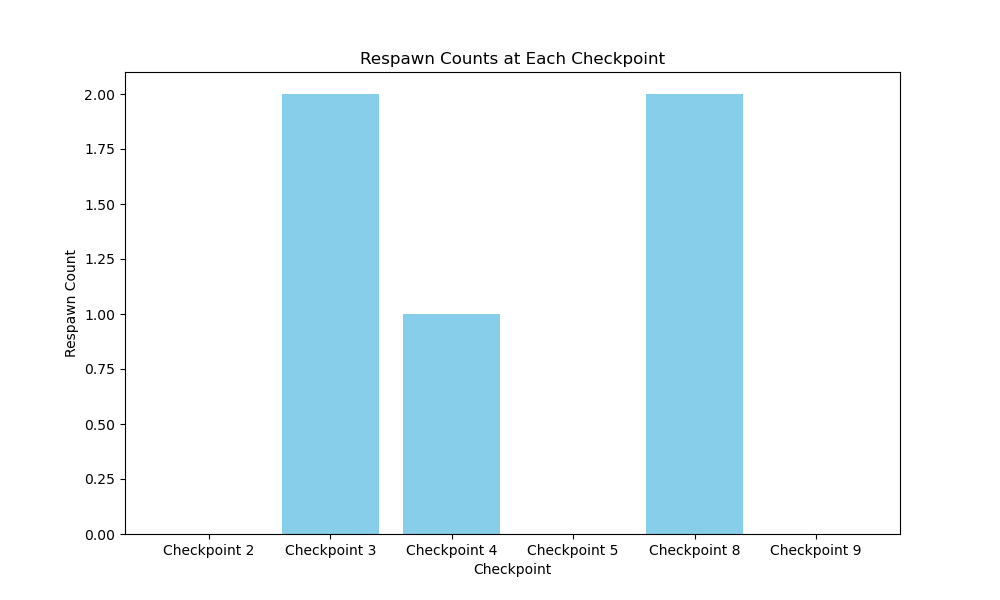 Respawn Counts at Each Checkpoint
2.00
1.75
1.50
1.25
1.00
0.75
0.50
0.25
0.00
Respawn Count
Checkpoint 2 Checkpoint 3 Checkpoint 4 Checkpoint 5 Checkpoint 8 Checkpoint 9
Checkpoint